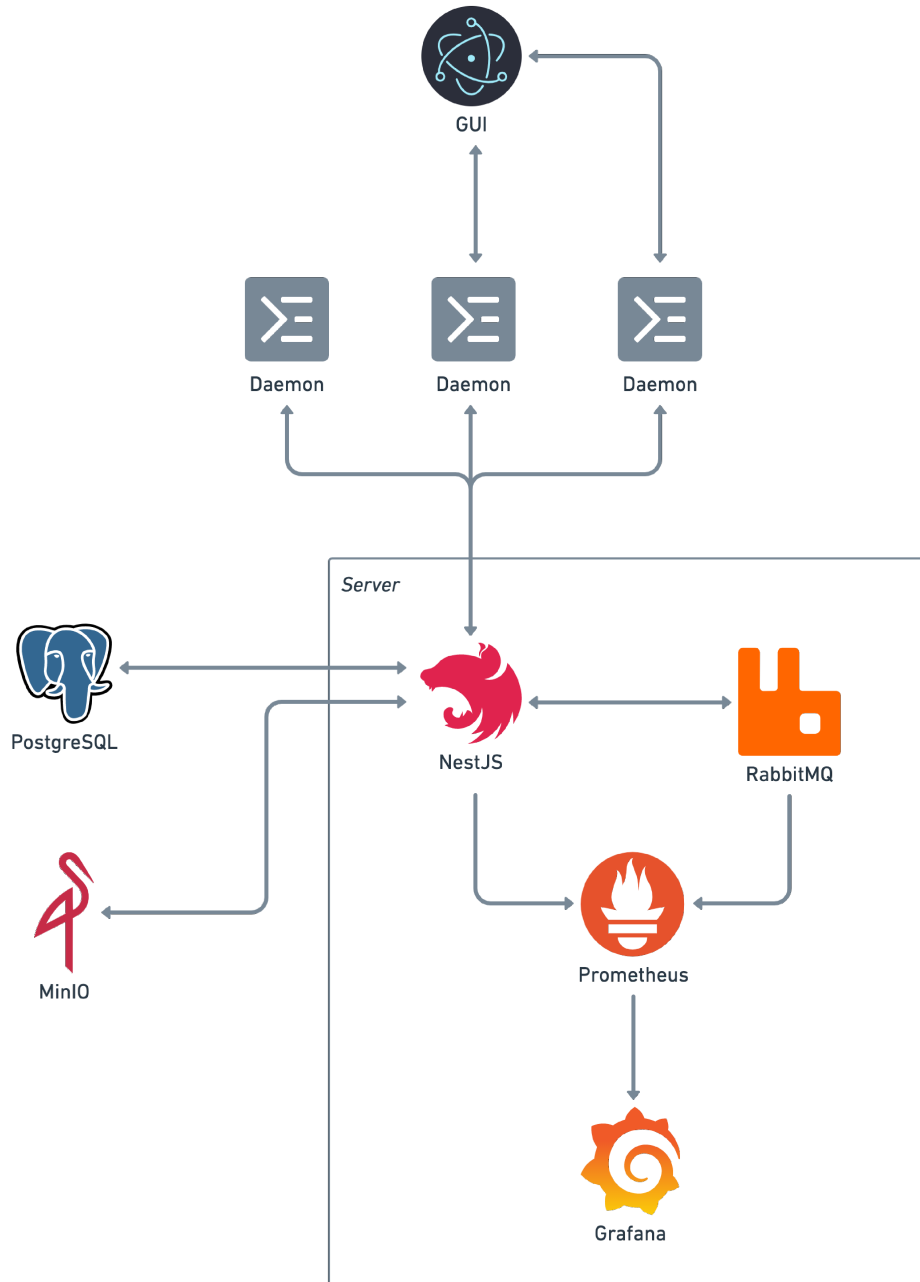 GUI
Daemon
Daemon
Daemon
Server
PostgreSQL
NestJS
RabbitMQ
MinIO
Prometheus
Grafana